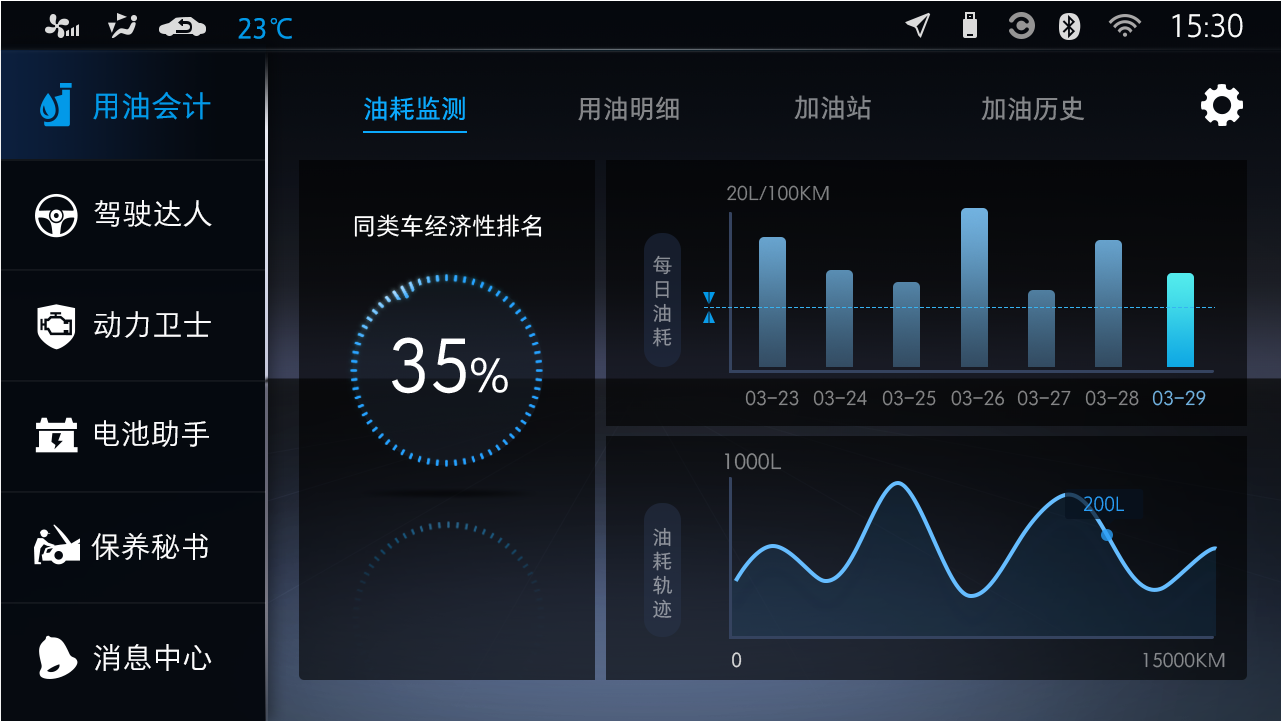 23℃
15:30
用油会计
驾驶达人
动力卫士
电池助手
保养秘书
消息中心
油耗监测
用油明细
加油站
加油历史
同类车经济性排名
35%
20L/100KM
每日油耗
03-23
03-24
03-25
03-26
03-27
03-28
03-29
1000L
油耗轨迹
200L
0
15000KM